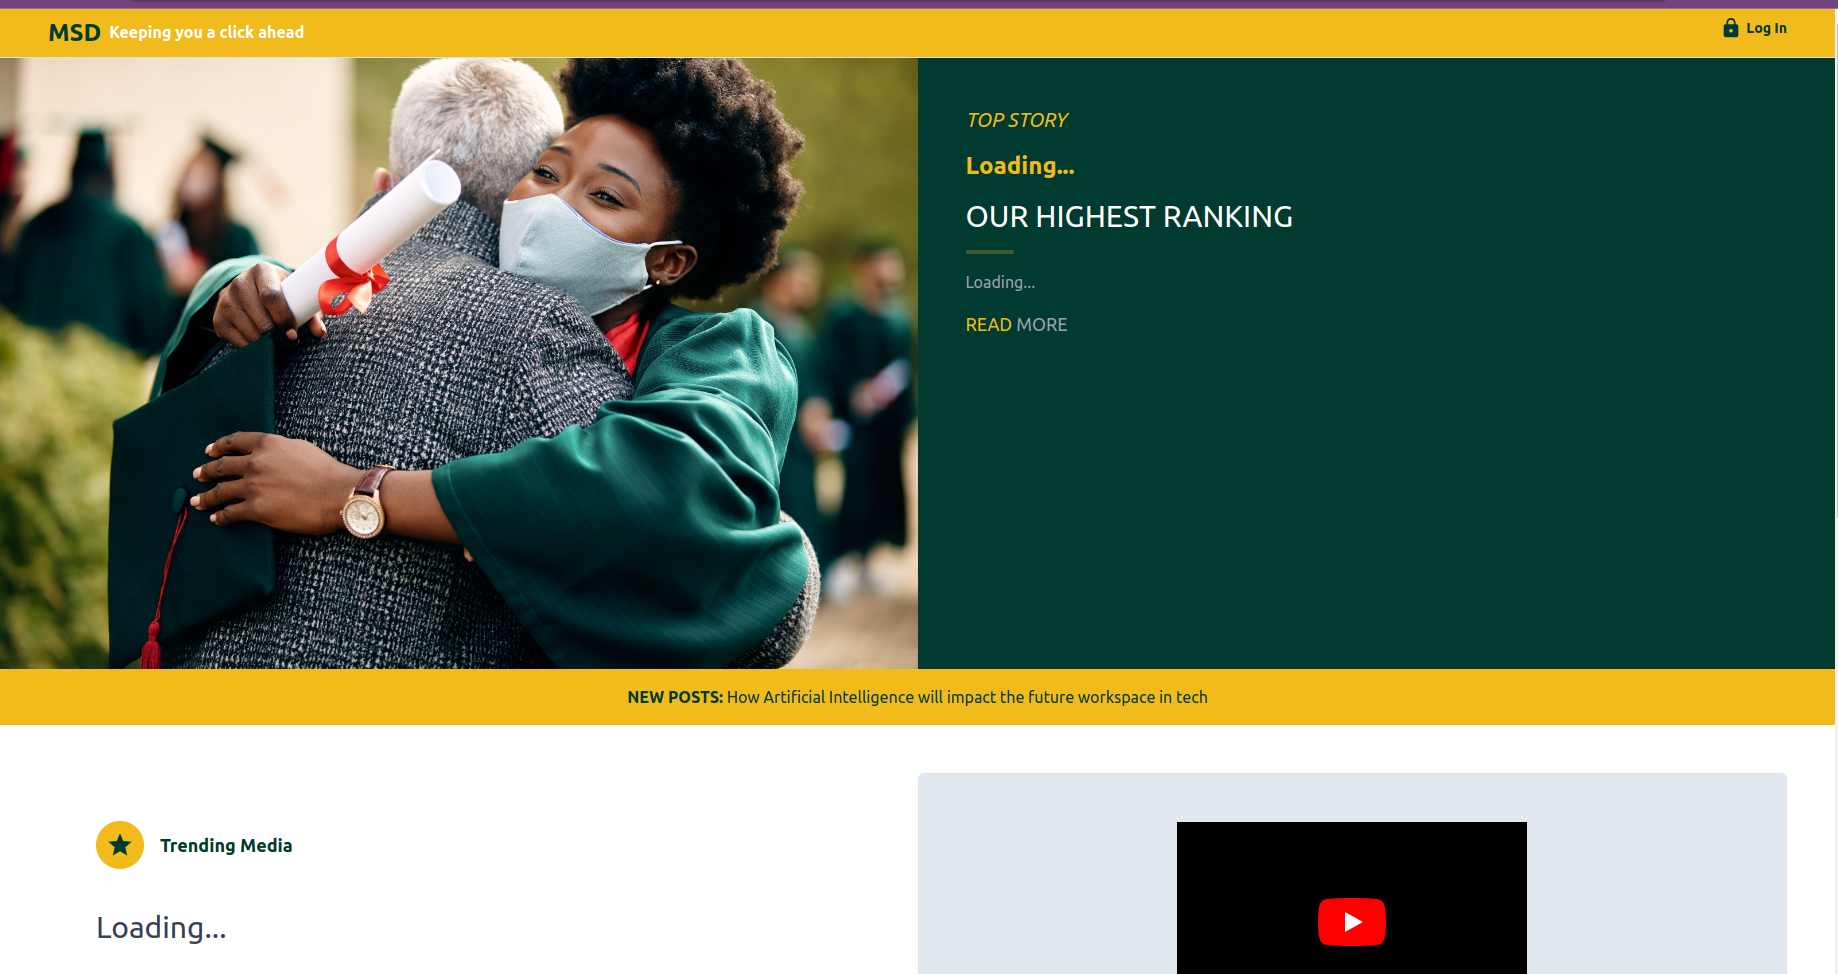 MSD Keeping you a click ahead
Log In
TOP STORY
Loading...
OUR HIGHEST RANKING
Loading...
READ MORE
NEW POSTS: How Artificial Intelligence will impact the future workspace in tech
Trending Media
Loading...